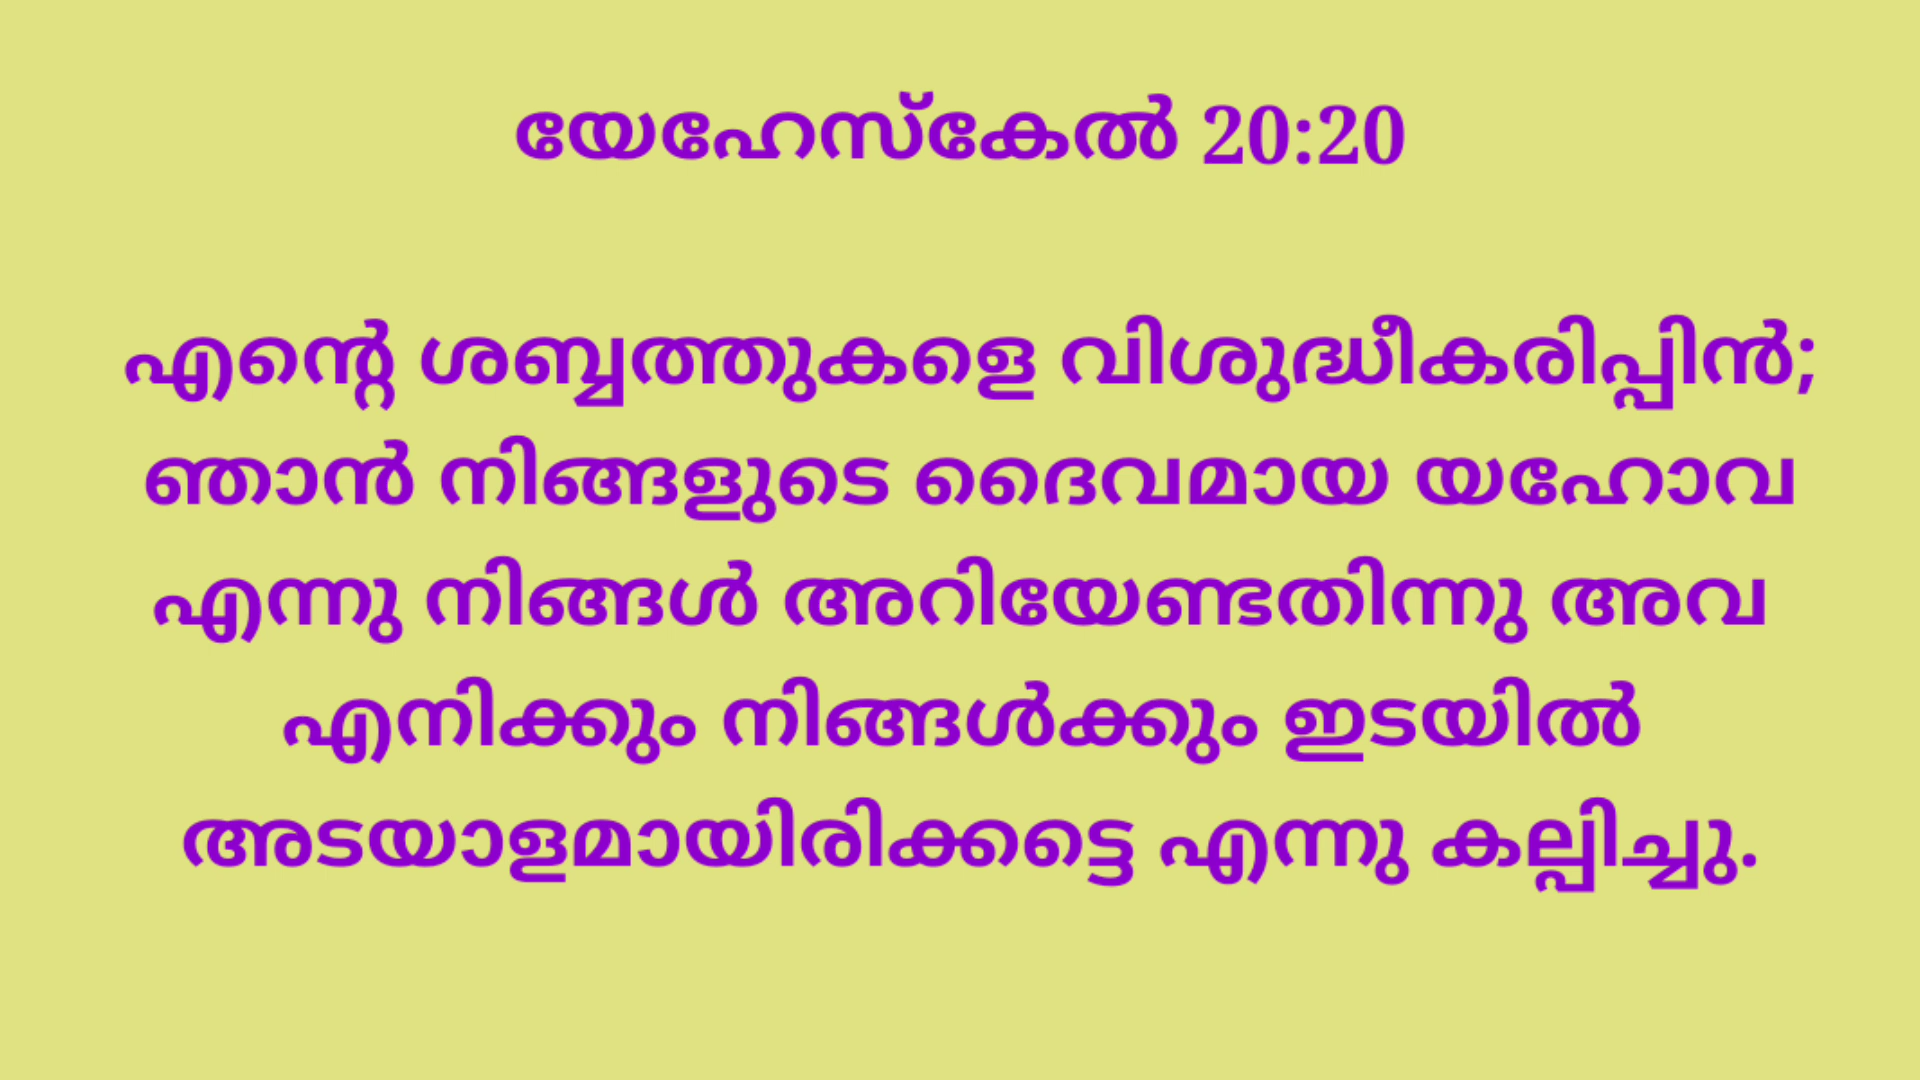 യേഹേസ്കേൽ 20:20
എന്റെ ശബ്ബത്തുകളെ വിശുദ്ധീകരിപ്പിൻ;
ഞാൻ നിങ്ങളുടെ ദൈവമായ യഹോവ
എന്നു നിങ്ങൾ അറിയേണ്ടതിന്നു അവ
എനിക്കും നിങ്ങൾക്കും ഇടയിൽ
അടയാളമായിരിക്കട്ടെ എന്നു കല്പിച്ചു.